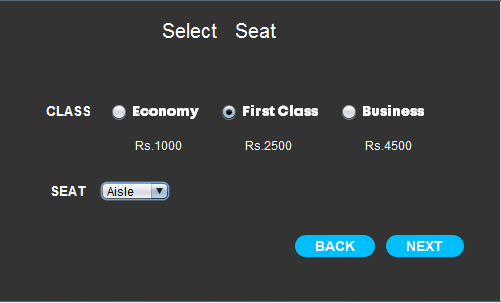 Select Seat
CLASS Economy First Class Business
Rs.1000 Rs.2500 Rs.4500
SEAT Aisle
BACK NEXT